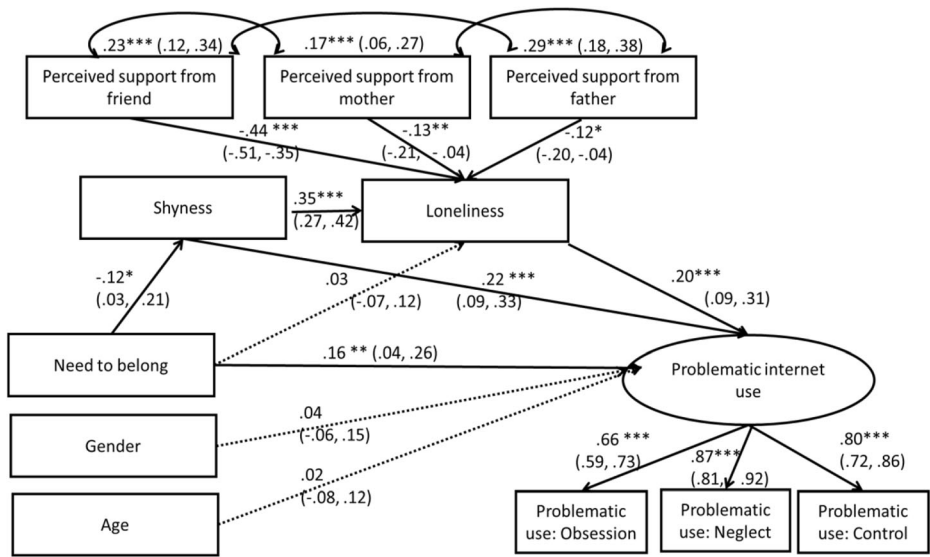 .23*** (.12, .34)
.17*** (.06, .27)
.29*** (.18, .38)
Perceived support from
friend
Perceived support from
mother
Perceived support from
father
-.44 ***
(-.51, -.35)
-.13**
(-.21, - .04)
-.12*
(-.20, -.04)
Shyness
.35***
(.27, .42)
Loneliness
-.12*
(.03, .21)
.03
(-.07, .12)
.22 ***
(.09, .33)
.20***
(.09, .31)
Need to belong
.16 ** (.04, .26)
Problematic internet
use
Gender
.04
(-.06, .15)
Age
.02
(-.08, .12)
.66 ***
(.59, .73)
.87***
(.81, .92)
.80***
(.72, .86)
Problematic
use: Obsession
Problematic
use: Neglect
Problematic
use: Control